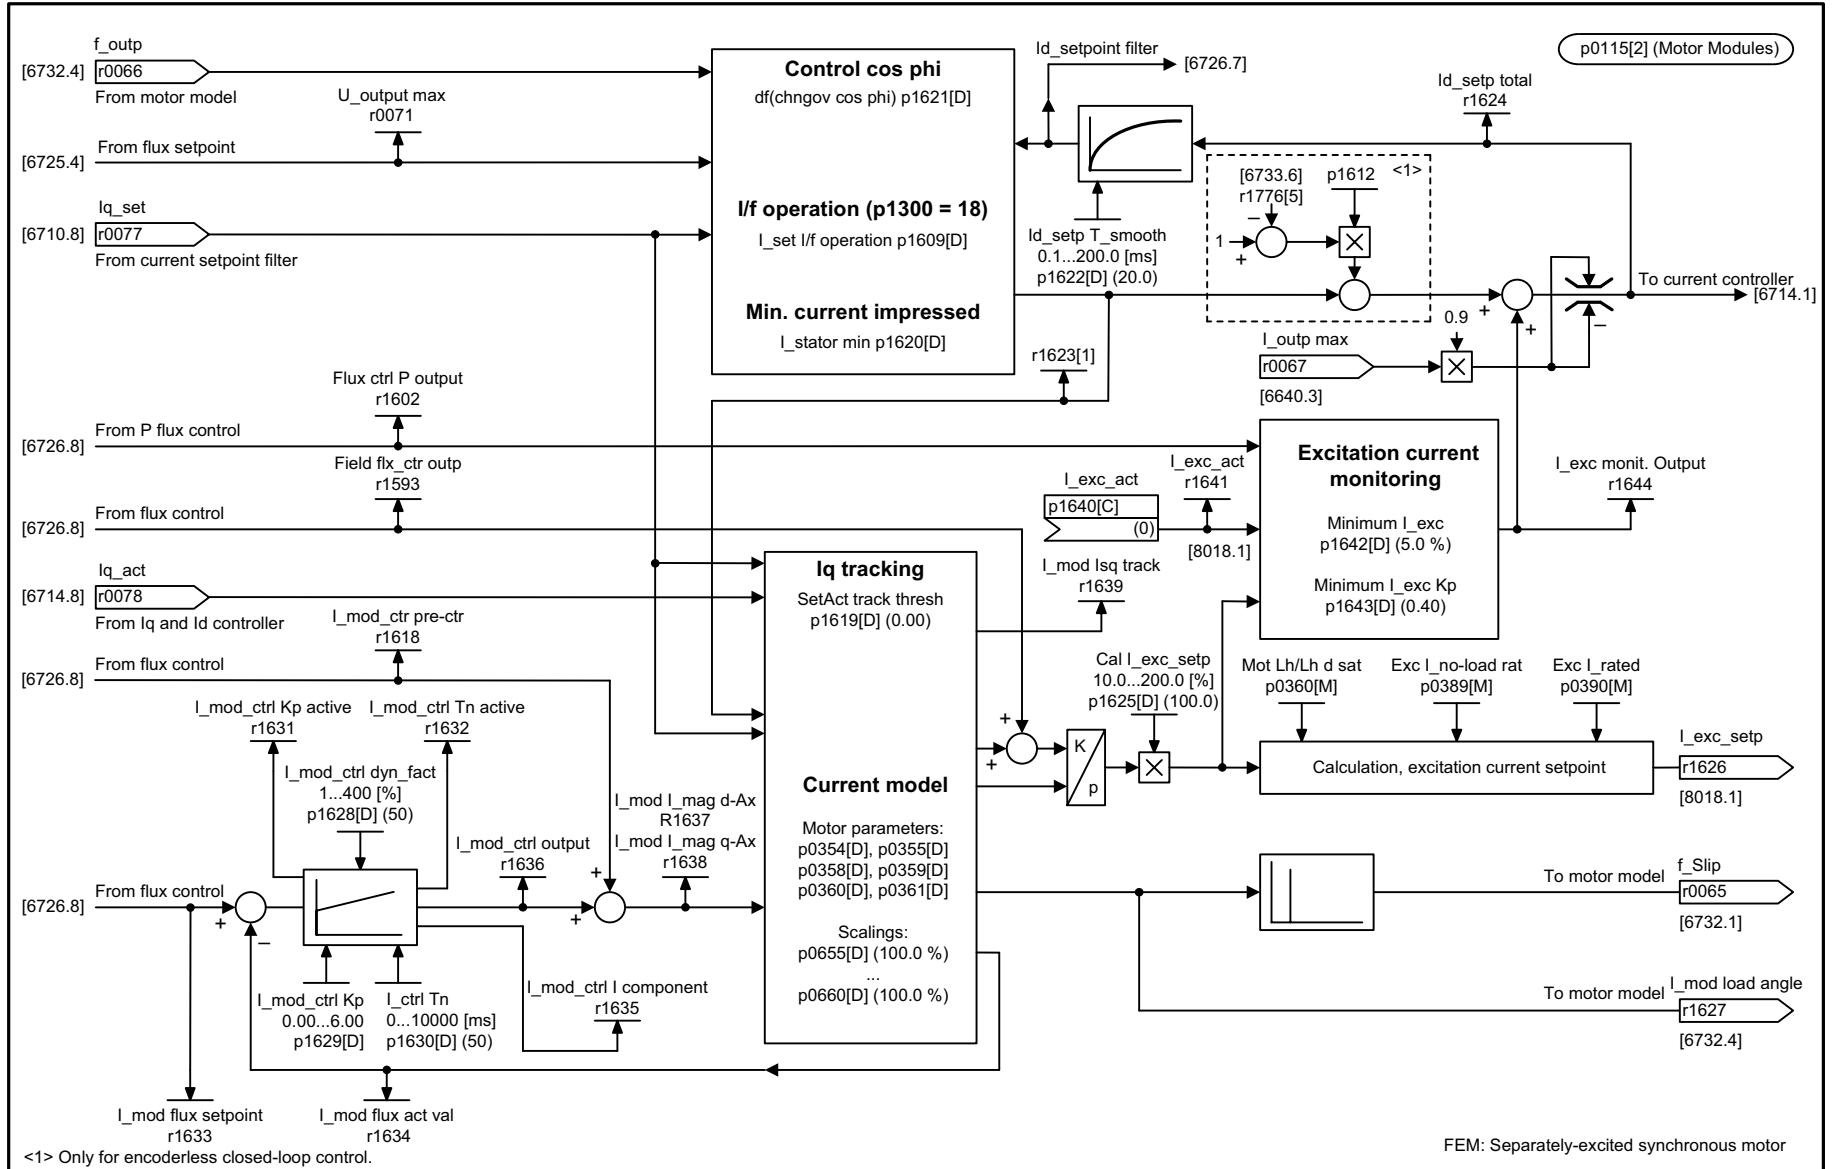 f_outp
[6732.4]
r0066
From motor model
U_output max
r0071
[6725.4]
From flux setpoint
Iq_set
[6710.8]
r0077
From current setpoint filter
Control cos phi
df(chngov cos phi) p1621[D]
I/f operation (p1300 = 18)
I_set I/f operation p1609[D]
Min. current impressed
I_stator min p1620[D]
Id_setpoint filter
[6726.7]
p0115[2] (Motor Modules)
Id_setp total
r1624
Id_setp T_smooth
0.1...200.0 [ms]
p1622[D] (20.0)
<1>
[6733.6]
r1776[5]
p1612
–
1
+
To current controller
[6714.1]
+
+
–
0.9
I_outp max
r0067
[6640.3]
r1623[1]
Flux ctrl P output
r1602
[6726.8]
From P flux control
Field flx_ctr outp
r1593
[6726.8]
From flux control
I_exc_act
p1640[C]
(0)
I_exc_act
r1641
[8018.1]
Excitation current
monitoring
Minimum I_exc
p1642[D] (5.0 %)
Minimum I_exc Kp
p1643[D] (0.40)
I_exc monit. Output
r1644
Iq_act
[6714.8]
r0078
From Iq and Id controller
I_mod_ctr pre-ctr
r1618
[6726.8]
From flux control
Iq tracking
SetAct track thresh
p1619[D] (0.00)
Current model
Motor parameters:
p0354[D], p0355[D]
p0358[D], p0359[D]
p0360[D], p0361[D]
Scalings:
p0655[D] (100.0 %)
...
p0660[D] (100.0 %)
I_mod Isq track
r1639
+
+
K
p
Cal I_exc_setp
10.0...200.0 [%]
p1625[D] (100.0)
Mot Lh/Lh d sat
p0360[M]
Exc I_no-load rat
p0389[M]
Exc I_rated
p0390[M]
Calculation, excitation current setpoint
I_exc_setp
r1626
[8018.1]
I_mod_ctrl Kp active
r1631
I_mod_ctrl Tn active
r1632
I_mod_ctrl dyn_fact
1...400 [%]
p1628[D] (50)
I_mod_ctrl output
r1636
I_mod I_mag d-Ax
R1637
I_mod I_mag q-Ax
r1638
[6726.8]
From flux control
+
–
+
+
I_mod_ctrl Kp
0.00...6.00
p1629[D]
I_ctrl Tn
0...10000 [ms]
p1630[D] (50)
I_mod_ctrl I component
r1635
To motor model
f_Slip
r0065
[6732.1]
To motor model
I_mod load angle
r1627
[6732.4]
I_mod flux setpoint
r1633
I_mod flux act val
r1634
<1> Only for encoderless closed-loop control.
FEM: Separately-excited synchronous motor